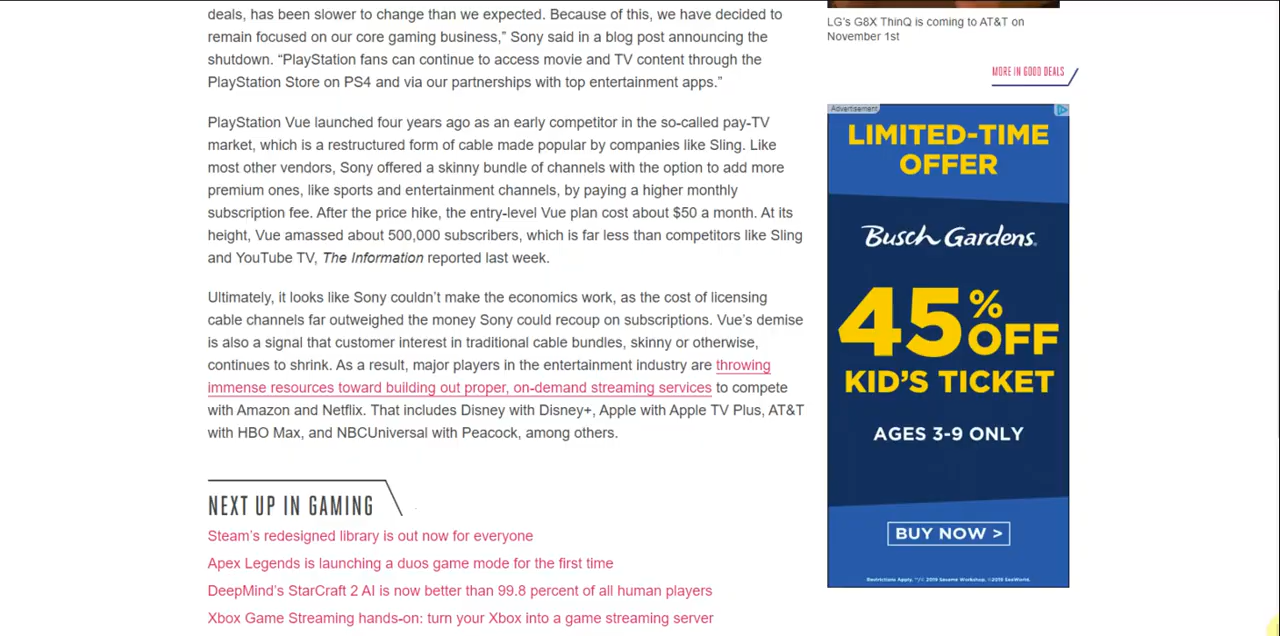 deals, has been slower to change than we expected. Because of this, we have decided to
remain focused on our core gaming business,” Sony said in a blog post announcing the
shutdown. “PlayStation fans can continue to access movie and TV content through the
PlayStation Store on PS4 and via our partnerships with top entertainment apps.”
PlayStation Vue launched four years ago as an early competitor in the so-called pay-TV
market, which is a restructured form of cable made popular by companies like Sling. Like
most other vendors, Sony offered a skinny bundle of channels with the option to add more
premium ones, like sports and entertainment channels, by paying a higher monthly
subscription fee. After the price hike, the entry-level Vue plan cost about $50 a month. At its
height, Vue amassed about 500,000 subscribers, which is far less than competitors like Sling
and YouTube TV, The Information reported last week.
Ultimately, it looks like Sony couldn’t make the economics work, as the cost of licensing
cable channels far outweighed the money Sony could recoup on subscriptions. Vue’s demise
is also a signal that customer interest in traditional cable bundles, skinny or otherwise,
continues to shrink. As a result, major players in the entertainment industry are throwing
immense resources toward building out proper, on-demand streaming services to compete
with Amazon and Netflix. That includes Disney with Disney+, Apple with Apple TV Plus, AT&T
with HBO Max, and NBCUniversal with Peacock, among others.
NEXT UP IN GAMING
Steam’s redesigned library is out now for everyone
Apex Legends is launching a duos game mode for the first time
DeepMind’s StarCraft 2 AI is now better than 99.8 percent of all human players
Xbox Game Streaming hands-on: turn your Xbox into a game streaming server
LG’s G8X ThinQ is coming to AT&T on
November 1st
MORE IN GOOD DEALS
Advertisement
LIMITED-TIME
OFFER
Busch Gardens
45% OFF
KID’S TICKET
AGES 3-9 ONLY
BUY NOW >
Restrictions Apply. ™/© 2019 Sesame Workshop. ©2019 SeaWorld.